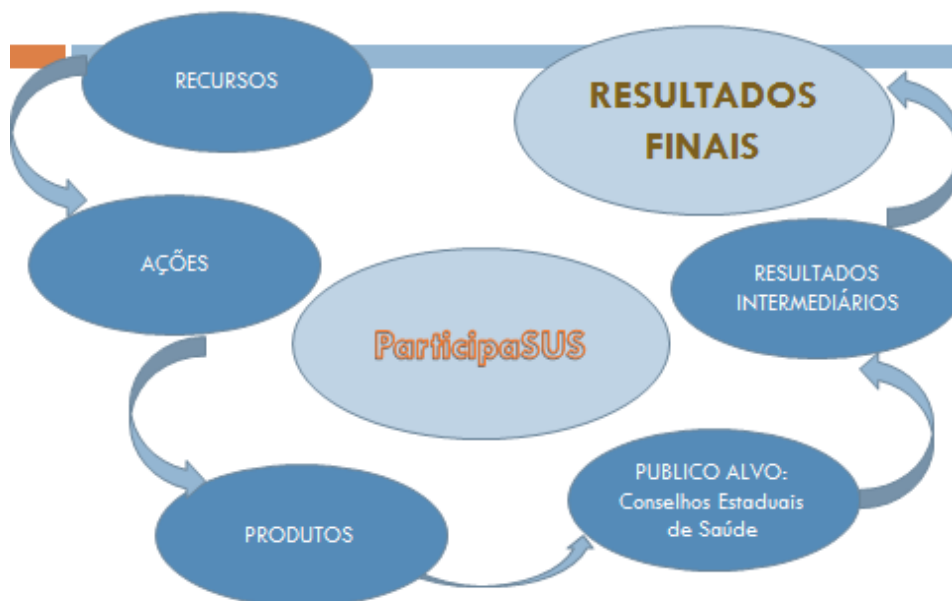 RECURSOS
AÇÕES
PRODUTOS
PUBLICO ALVO:
Conselhos Estaduais
de Saúde
RESULTADOS
INTERMEDIÁRIOS
RESULTADOS
FINAIS
ParticipaSUS